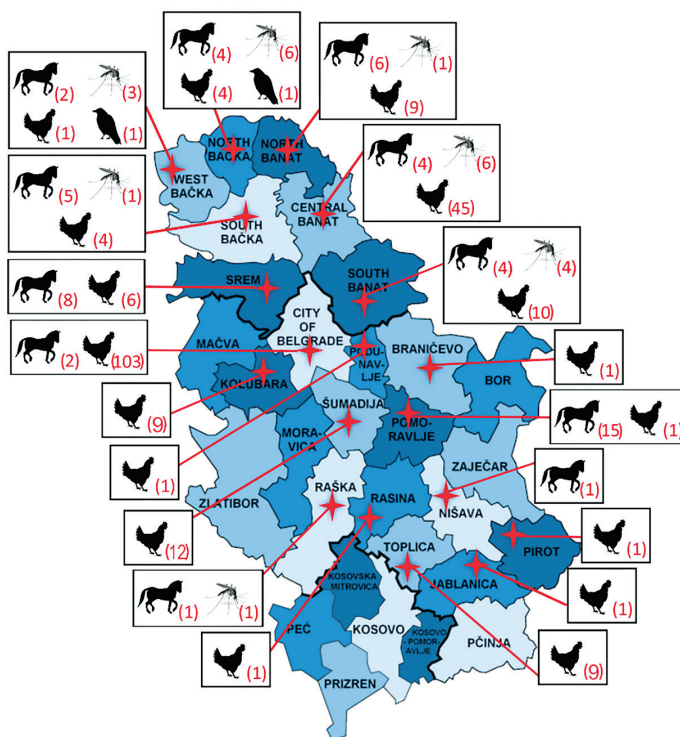 (4) (6)
(4) (1)
(6) (1)
(9)
(2) (3)
(1) (1)
(4) (6)
(45)
(5) (1)
(4)
NORTH
BAČKA
NORTH
BANAT
WEST
BAČKA
CENTRAL
BANAT
SOUTH
BAČKA
(8) (6)
SREM
SOUTH
BANAT
(4) (4)
(10)
(2) (103)
CITY
OF
BELGRADE
MAČVA
PODU-
NAVLJE
BRANIČEVO
BOR
(1)
KOLUBARA
(9)
ŠUMADIJA
POMO-
RAVLJE
(15) (1)
MORA-
VICA
(1)
ZAJEČAR
(1)
RAŠKA
RASINA
NIŠAVA
ZLATIBOR
(12)
TOPLICA
PIROT
(1)
KOSOVSKA
MITROVICA
JABLANICA
(1) (1)
(1)
PEĆ
KOSOVO
KOSOVO
- POMOR-
AVLJE
PČINJA
(1)
(9)
PRIZREN